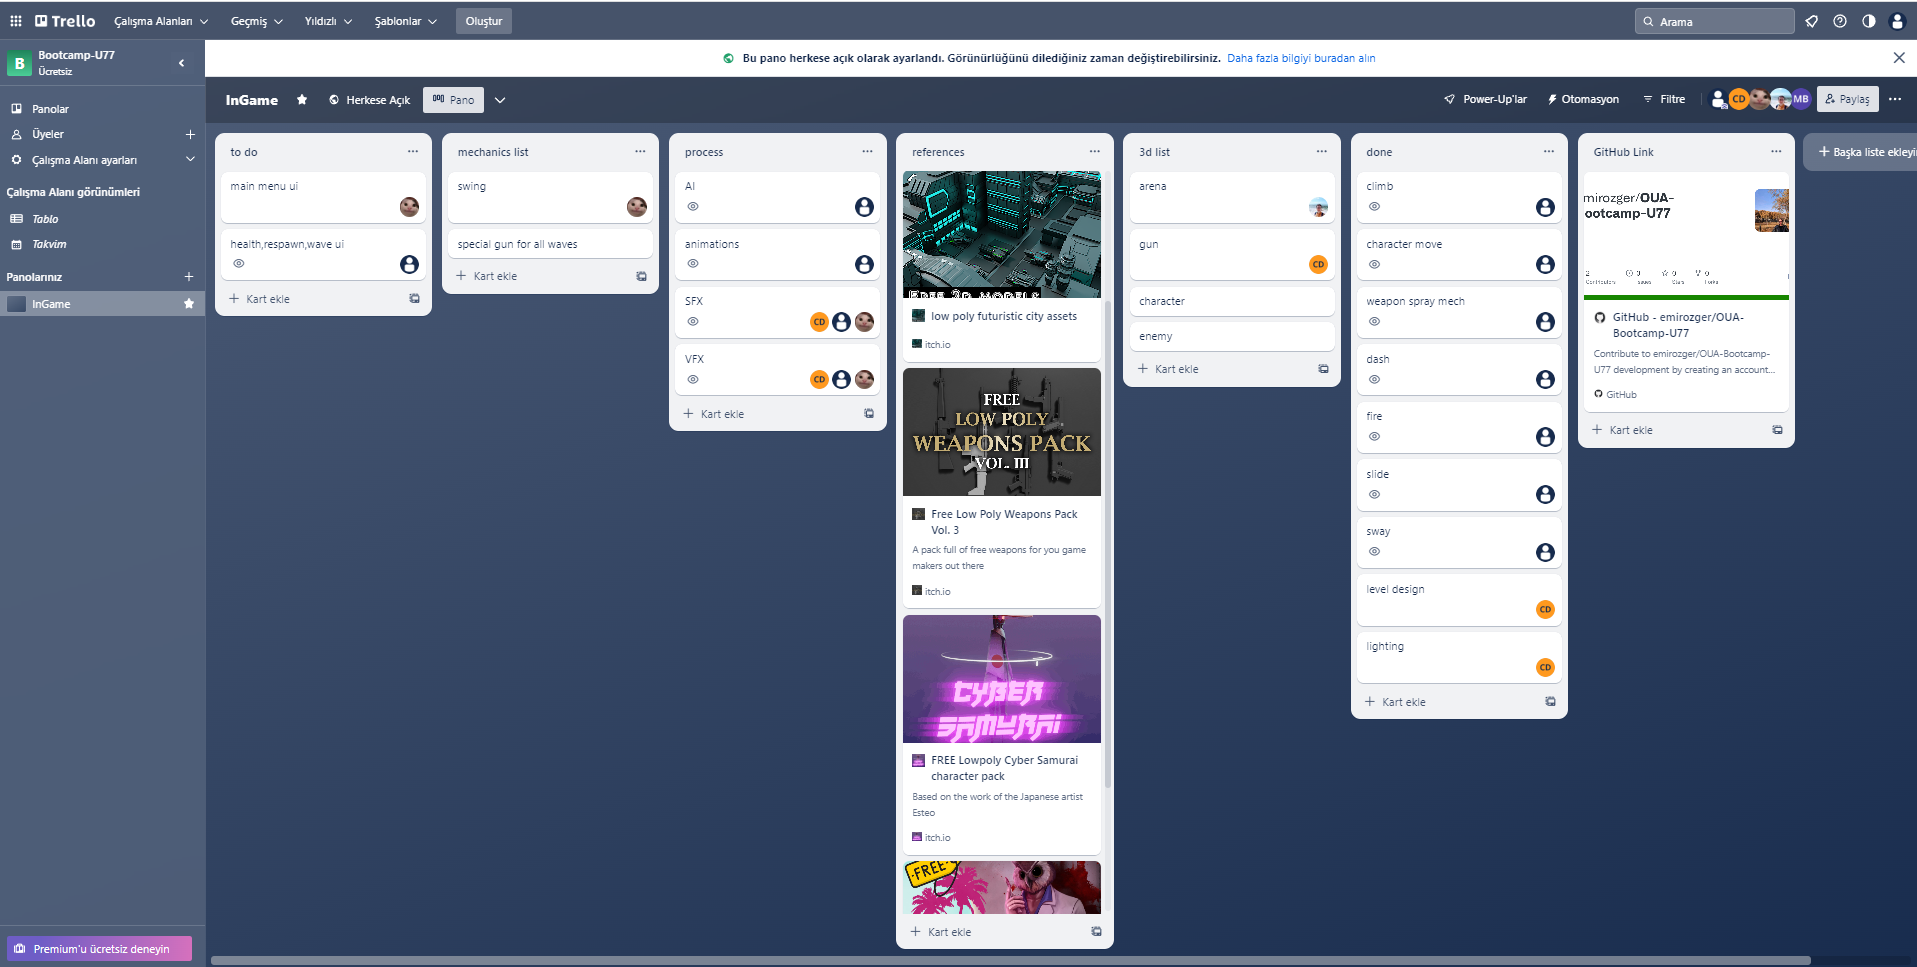 Trello
Çalışma Alanları
Geçmiş
Yıldızlı
Şablonlar
Oluştur
Arama
B
Bootcamp-U77
Ücretsiz
Bu pano herkese açık olarak ayarlandı. Görünürlüğünü dilediğiniz zaman değiştirebilirsiniz. Daha fazla bilgiyi buradan alın
Panolar
Üyeler
Çalışma Alanı ayarları
Çalışma Alanı görünümleri
Tablo
Takvim
Panolarınız
InGame
Premium'u ücretsiz deneyin
InGame
Herkese Açık
Pano
Power-Up'lar
Otomasyon
Filtre
CD
MB
Paylaş
to do
main menu ui
health,respawn,wave ui
Kart ekle
mechanics list
swing
special gun for all waves
Kart ekle
process
AI
animations
SFX
CD
VFX
CD
Kart ekle
references
FREE 3D MODELS
low poly futuristic city assets
itch.io
FREE
LOW POLY
WEAPONS PACK
VOL. III
Free Low Poly Weapons Pack
Vol. 3
A pack full of free weapons for you game
makers out there
itch.io
CYBER
SAMURAI
FREE Lowpoly Cyber Samurai
character pack
Based on the work of the Japanese artist
Esteo
itch.io
-FREE-
Kart ekle
3d list
arena
gun
CD
character
enemy
Kart ekle
done
climb
character move
weapon spray mech
dash
fire
slide
sway
level design
CD
lighting
CD
Kart ekle
GitHub Link
mirozger/OUA-
ootcamp-U77
2
0
0
0
Contributors
Issues
Stars
Forks
GitHub - emirozger/OUA-
Bootcamp-U77
Contribute to emirozger/OUA-Bootcamp-
U77 development by creating an account...
GitHub
Kart ekle
Başka liste ekleyi